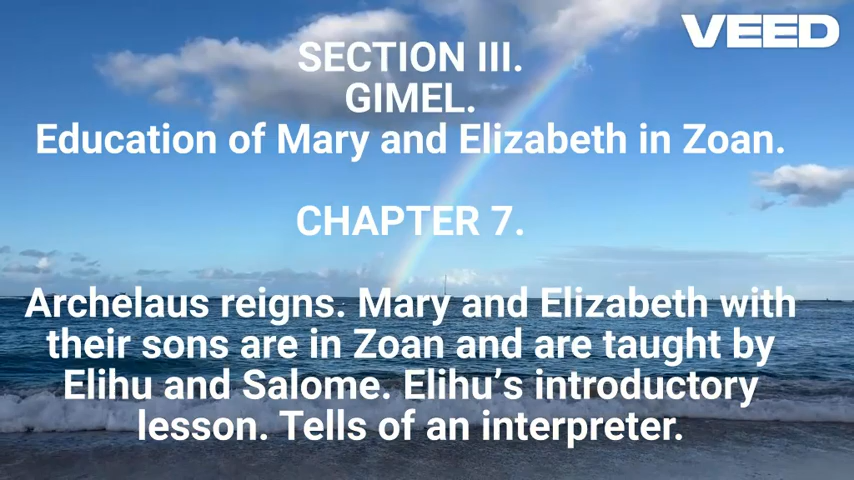 VEED
SECTION III.
GIMEL.
Education of Mary and Elizabeth in Zoan.
CHAPTER 7.
Archelaus reigns. Mary and Elizabeth with
their sons are in Zoan and are taught by
Elihu and Salome. Elihu’s introductory
lesson. Tells of an interpreter.